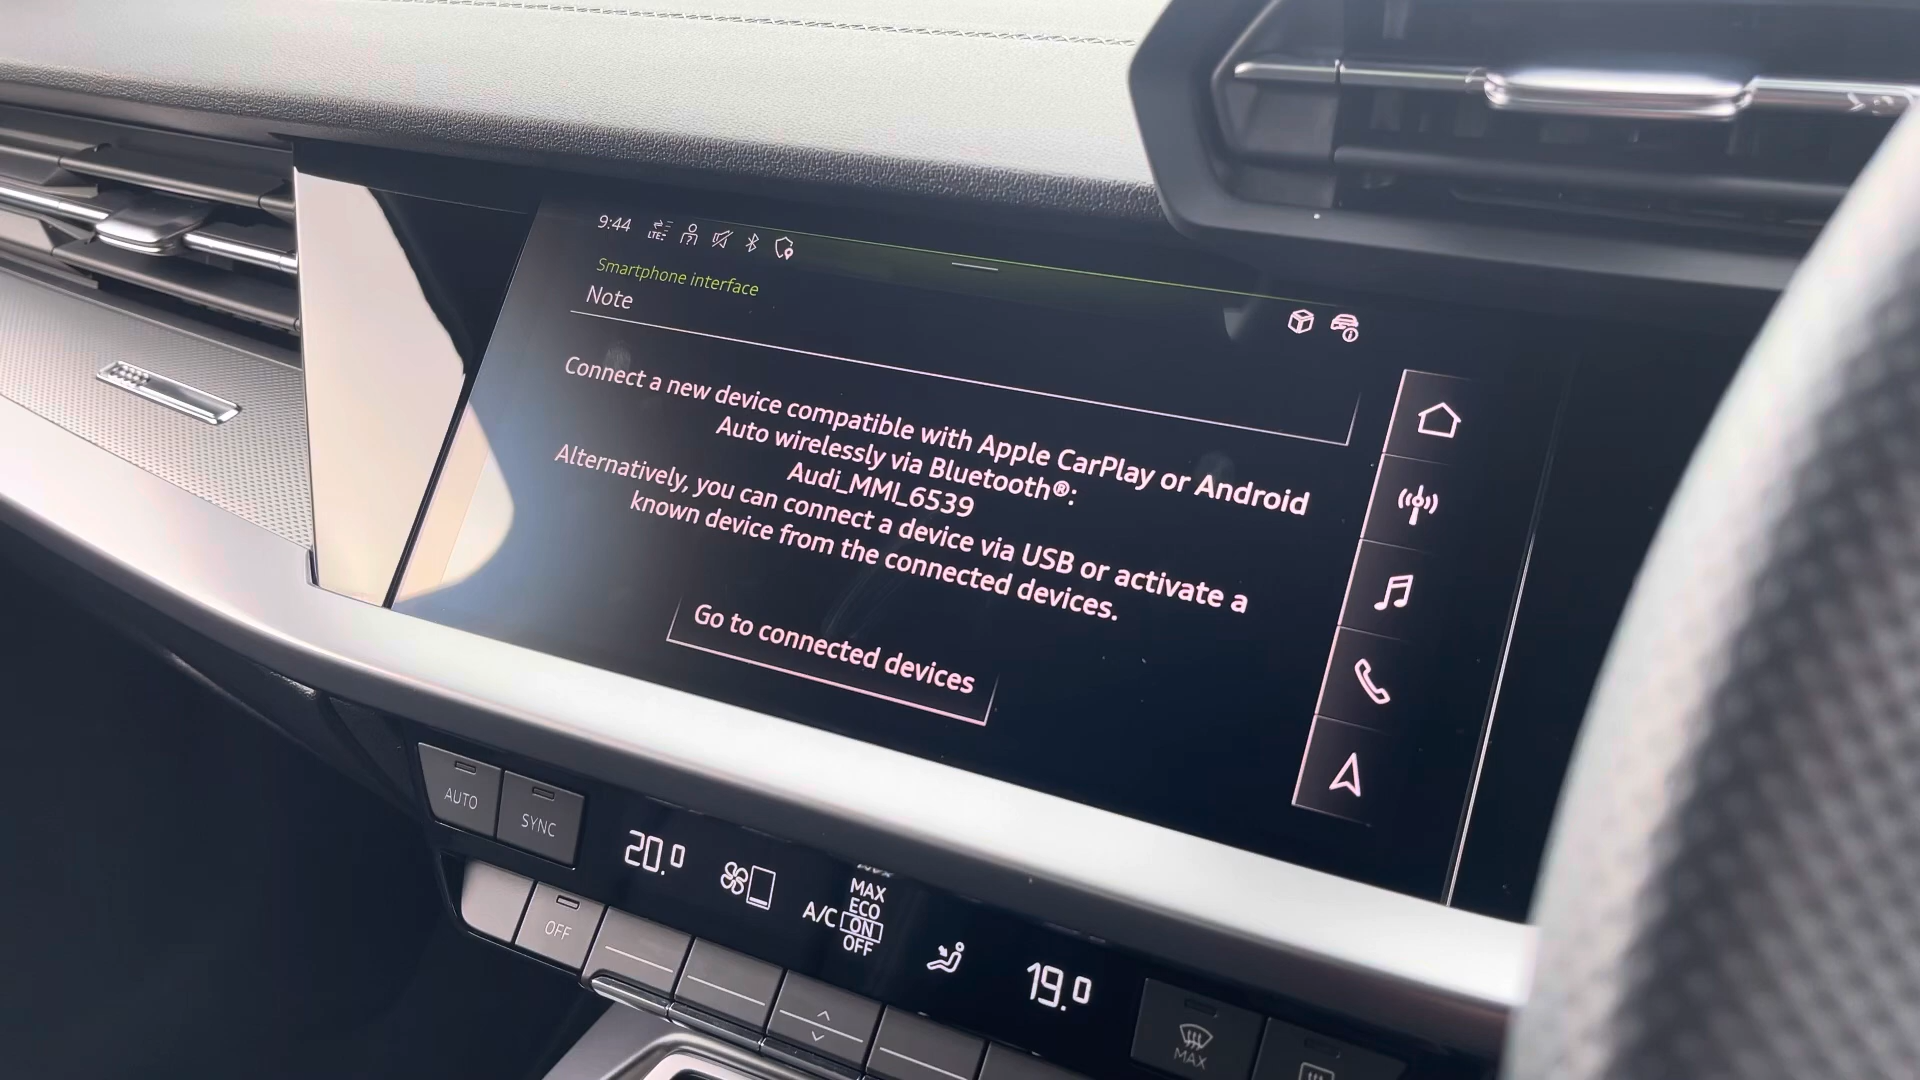 9:44
LTE
Smartphone interface
Note
Connect a new device compatible with Apple CarPlay or Android
Auto wirelessly via Bluetooth®:
Audi_MMI_6539
Alternatively, you can connect a device via USB or activate a
known device from the connected devices.
Go to connected devices
AUTO
SYNC
20.0
MAX
ECO
A/C ON
OFF
19.0
OFF
MAX